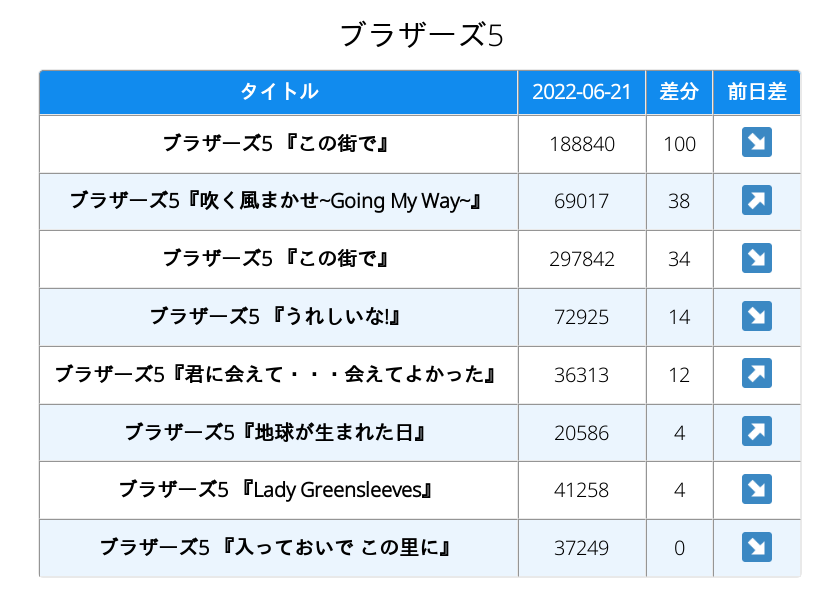 ブラザーズ5
タイトル 2022-06-21 差分 前日差
ブラザーズ5 『この街で』 188840 100 ↘
ブラザーズ5『吹く風まかせ~Going My Way~』 69017 38 ↗
ブラザーズ5 『この街で』 297842 34 ↘
ブラザーズ5 『うれしいな!』 72925 14 ↘
ブラザーズ5『君に会えて・・・会えてよかった』 36313 12 ↗
ブラザーズ5『地球が生まれた日』 20586 4 ↗
ブラザーズ5 『Lady Greensleeves』 41258 4 ↘
ブラザーズ5 『入っておいで この里に』 37249 0 ↘